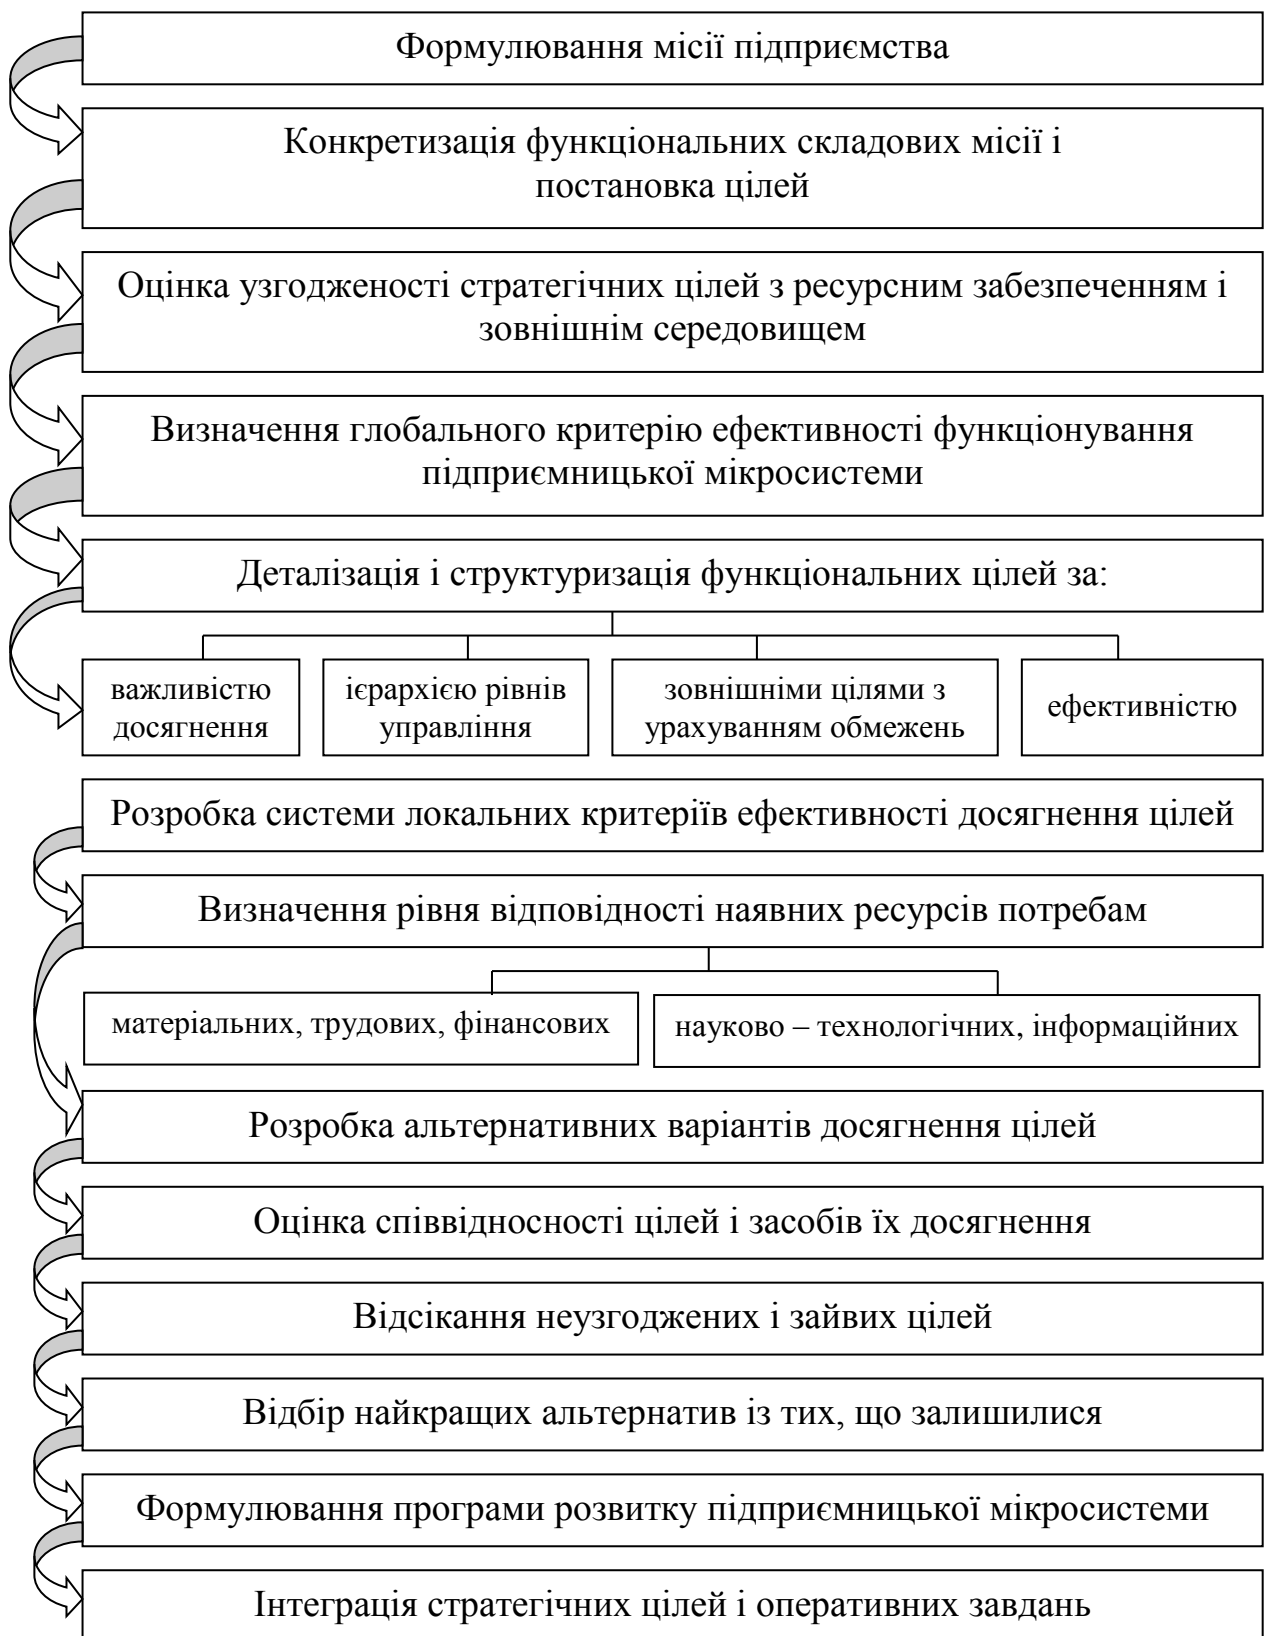 Формулювання місії підприємства
Конкретизація функціональних складових місії і
постановка цілей
Оцінка узгодженості стратегічних цілей з ресурсним забезпеченням і
зовнішнім середовищем
Визначення глобального критерію ефективності функціонування
підприємницької мікросистеми
Деталізація і структуризація функціональних цілей за:
важливістю
досягнення
ієрархією рівнів
управління
зовнішніми цілями з
урахуванням обмежень
ефективністю
Розробка системи локальних критеріїв ефективності досягнення цілей
Визначення рівня відповідності наявних ресурсів потребам
матеріальних, трудових, фінансових
науково – технологічних, інформаційних
Розробка альтернативних варіантів досягнення цілей
Оцінка співвідносності цілей і засобів їх досягнення
Відсікання неузгоджених і зайвих цілей
Відбір найкращих альтернатив із тих, що залишилися
Формулювання програми розвитку підприємницької мікросистеми
Інтеграція стратегічних цілей і оперативних завдань